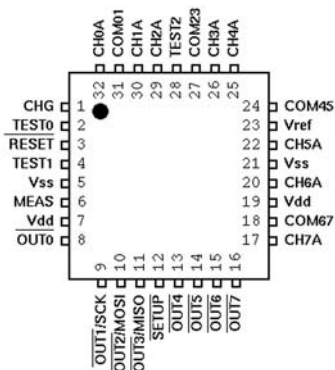 CH0A
COM01
CH1A
CH2A
TEST2
COM23
CH3A
CH4A
32
31
30
29
28
27
26
25
CHG 1
TEST0 2
RESET 3
TEST1 4
Vss 5
MEAS 6
Vdd 7
OUT0 8
24 COM45
23 Vref
22 CH5A
21 Vss
20 CH6A
19 Vdd
18 COM67
17 CH7A
9
10
11
12
13
14
15
16
OUT1/SCK
OUT2/MOSI
OUT3/MISO
SETUP
OUT4
OUT5
OUT6
OUT7